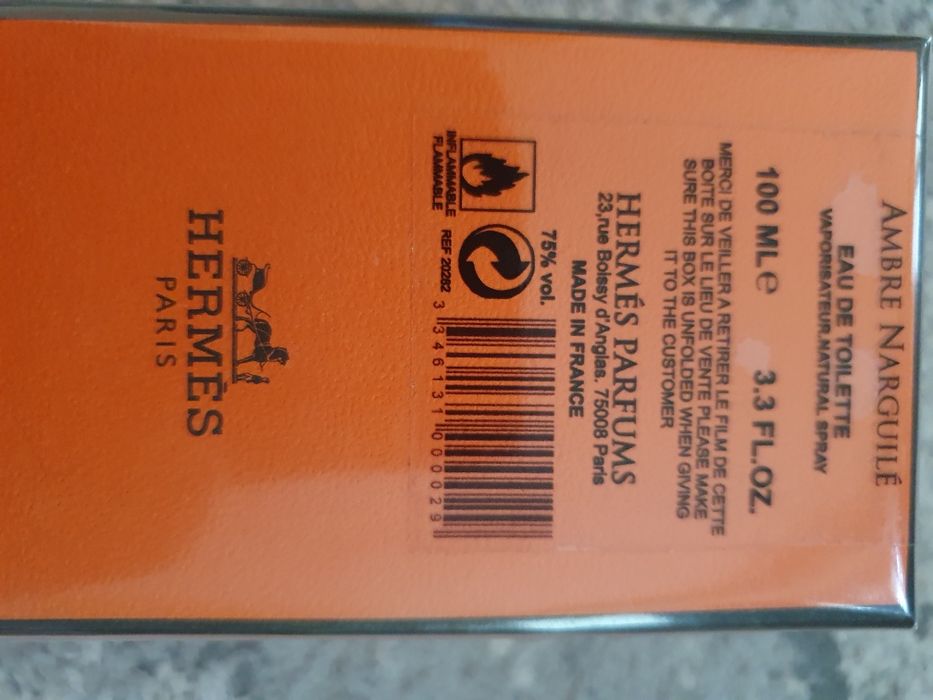 AMBRE NARGUILÉ
EAU DE TOILETTE
VAPORISATEUR.NATURAL SPRAY
100 ML e 3.3 FL.OZ.
MERCI DE VEILLER A RETIRER LE FILM DE CETTE
BOITE SUR LE LIEU DE VENTE PLEASE MAKE
SURE THIS BOX IS UNFOLDED WHEN GIVING
IT TO THE CUSTOMER
HERMÉS PARFUMS
23,rue Boissy d'Anglas. 75008 Paris
MADE IN FRANCE
75% vol.
INFLAMMABLE
FLAMMABLE
REF 20282
3 346131 000029
HERMÈS
PARIS